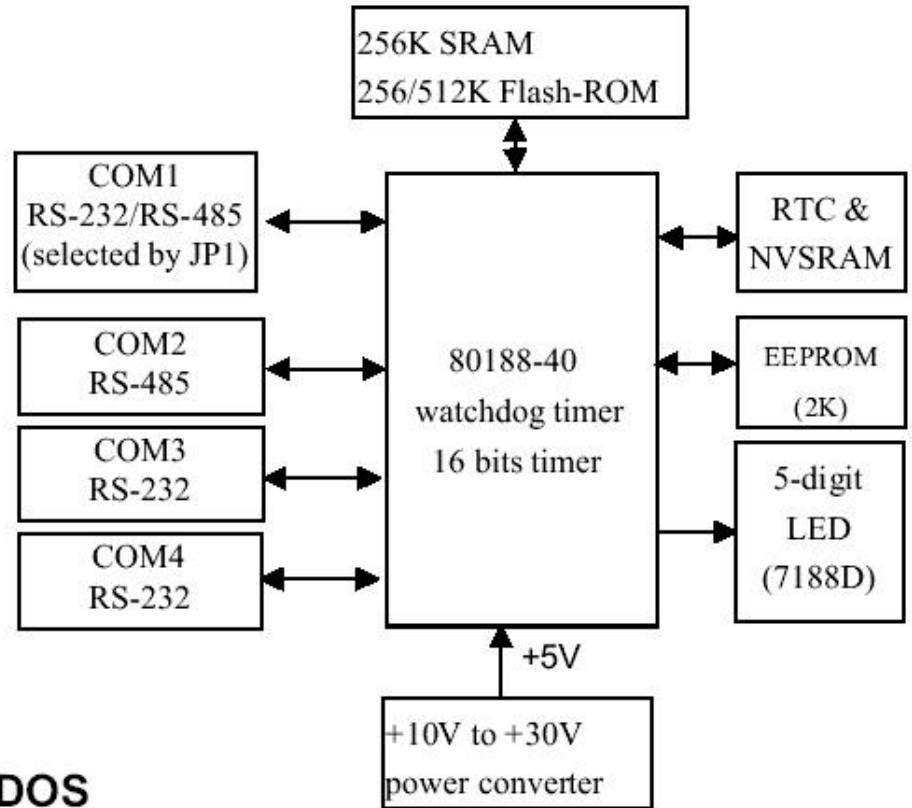 256K SRAM
256/512K Flash-ROM
COM1
RS-232/RS-485
(selected by JP1)
COM2
RS-485
COM3
RS-232
COM4
RS-232
80188-40
watchdog timer
16 bits timer
RTC &
NVSRAM
EEPROM
(2K)
5-digit
LED
(7188D)
+5V
+10V to +30V
power converter
DOS